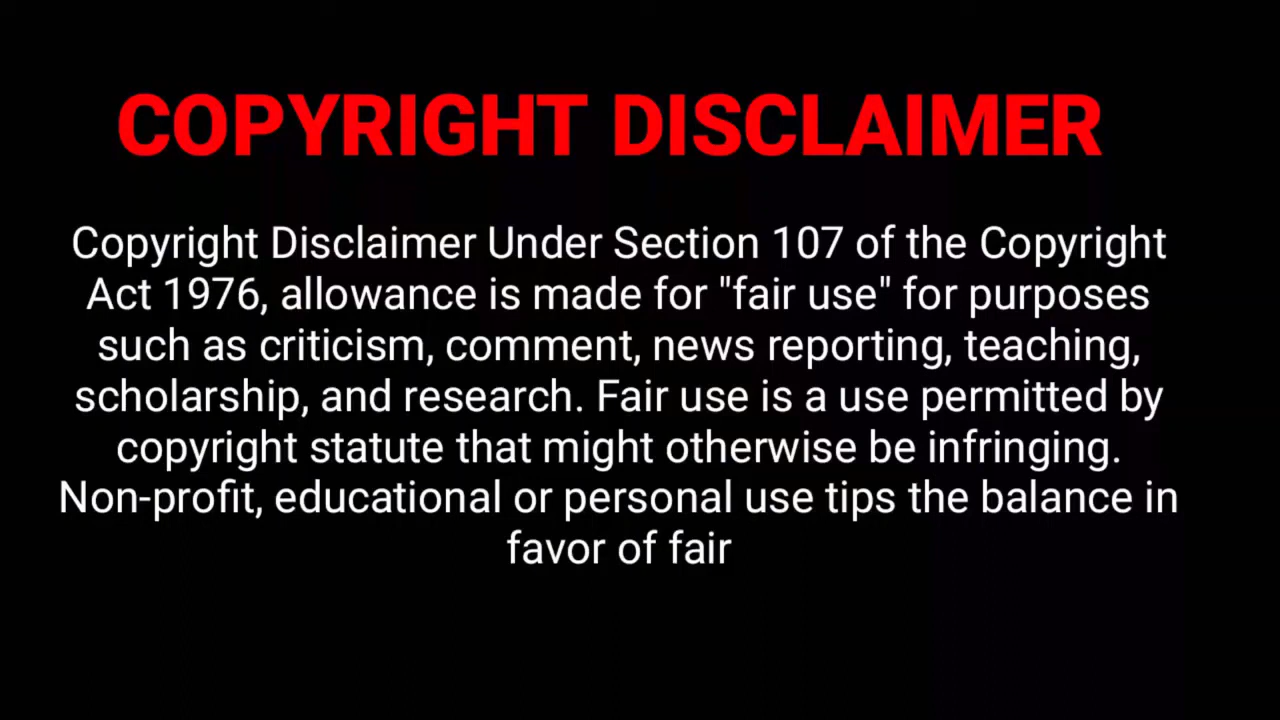 COPYRIGHT DISCLAIMER
Copyright Disclaimer Under Section 107 of the Copyright
Act 1976, allowance is made for "fair use" for purposes
such as criticism, comment, news reporting, teaching,
scholarship, and research. Fair use is a use permitted by
copyright statute that might otherwise be infringing.
Non-profit, educational or personal use tips the balance in
favor of fair